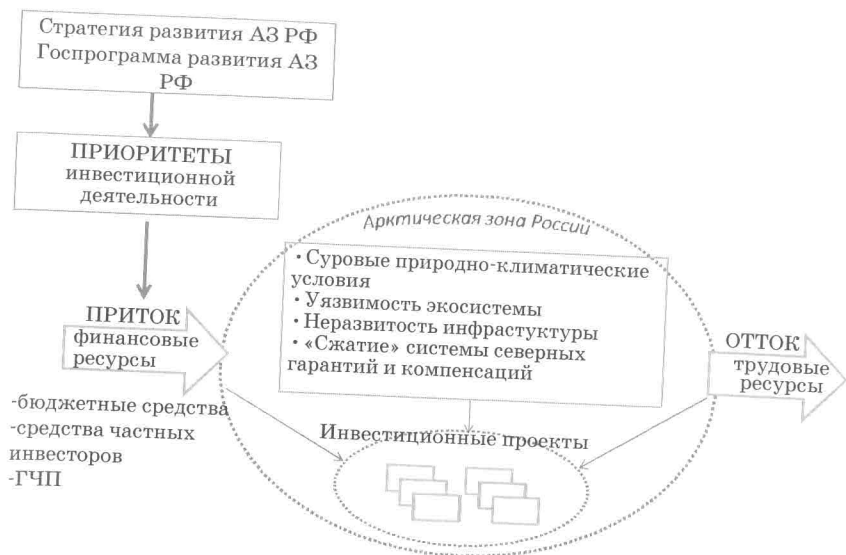 Стратегия развития АЗ РФ
Госпрограмма развития АЗ
РФ
ПРИОРИТЕТЫ
инвестиционной
деятельности
Арктическая зона России
• Суровые природно-климатические
условия
• Уязвимость экосистемы
• Неразвитость инфрастуктуры
• «Сжатие» системы северных
гарантий и компенсаций
ПРИТОК
финансовые
ресурсы
ОТТОК
трудовые
ресурсы
-бюджетные средства
-средства частных
инвесторов
-ГЧП
Инвестиционные проекты